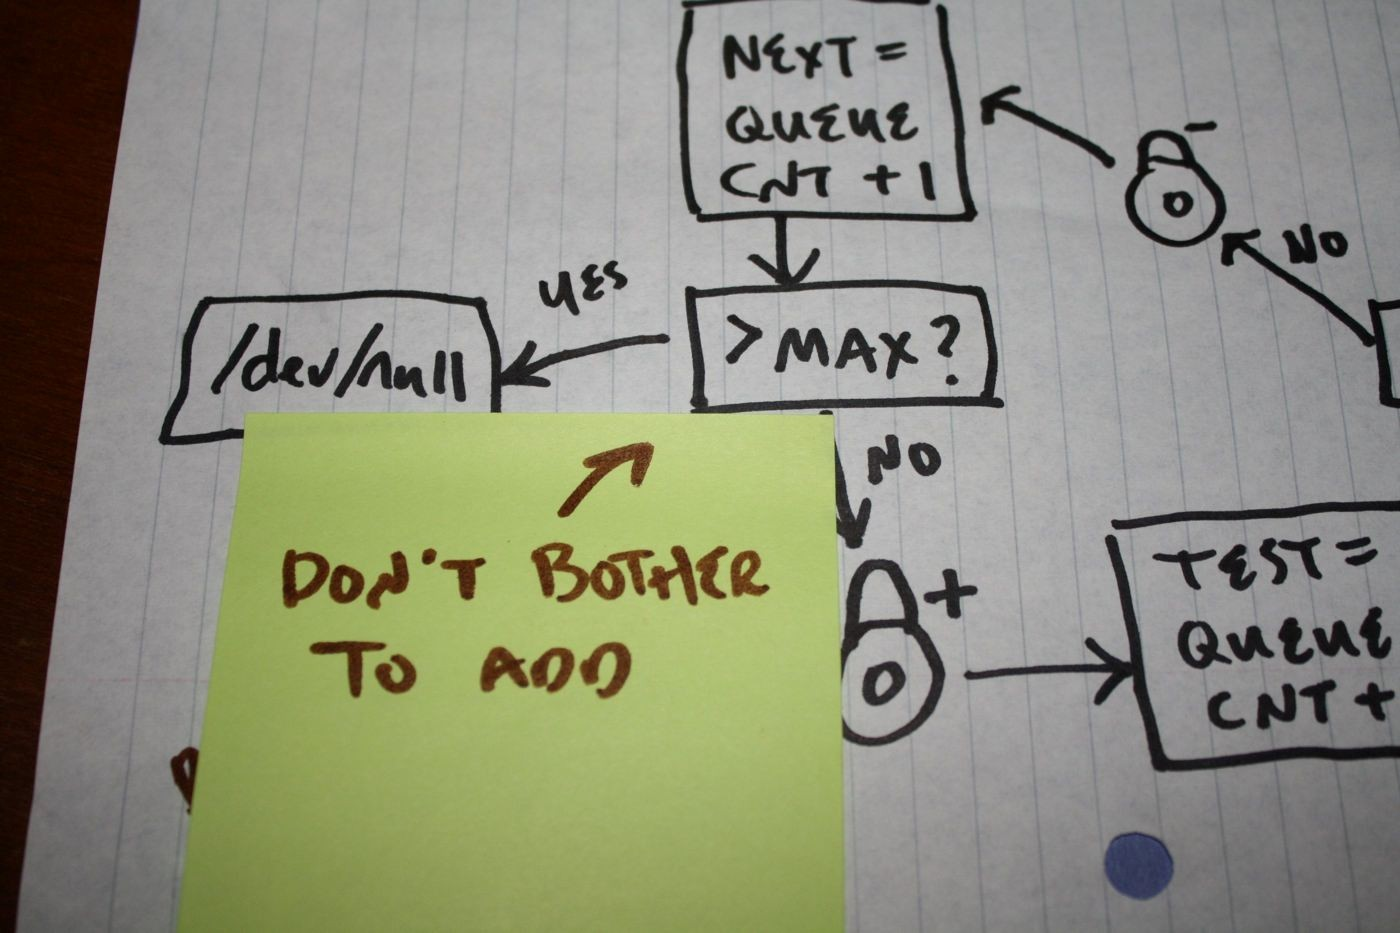 NEXT =
QUEUE
CNT + 1
-
NO
YES
/dev/null
> MAX?
NO
+
DON'T BOTHER
TO ADD
TEST =
QUEUE
CNT +